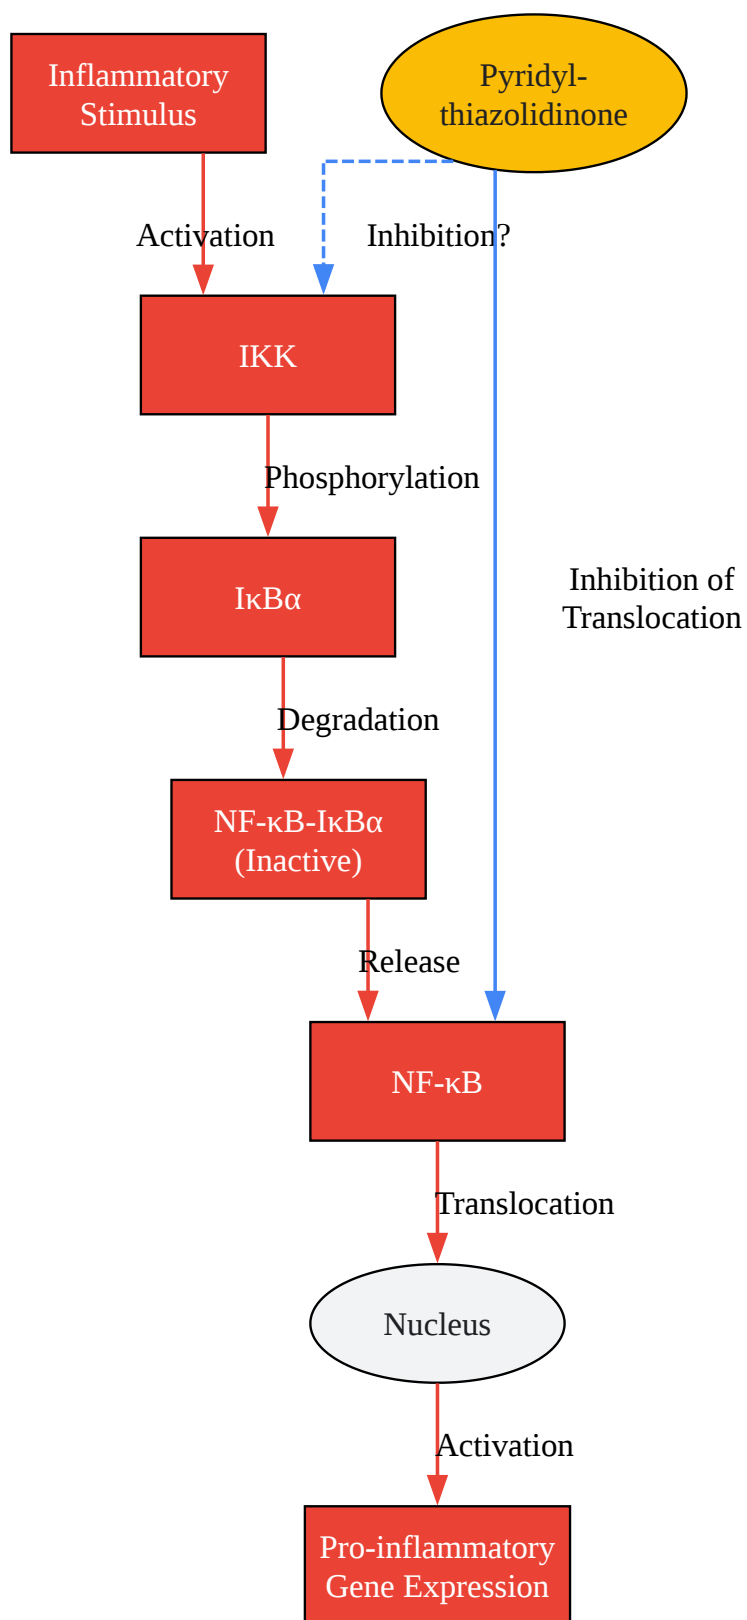 Inflammatory
Stimulus
Pyridyl-
thiazolidinone
Activation
Inhibition?
IKK
Phosphorylation
IκBα
Inhibition of
Translocation
Degradation
NF-κB-IκBα
(Inactive)
Release
NF-κB
Translocation
Nucleus
Activation
Pro-inflammatory
Gene Expression